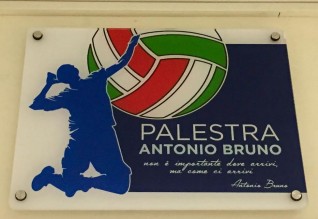 PALESTRA
ANTONIO BRUNO
non è importante dove arrivi,
ma come ci arrivi
Antonio Bruno